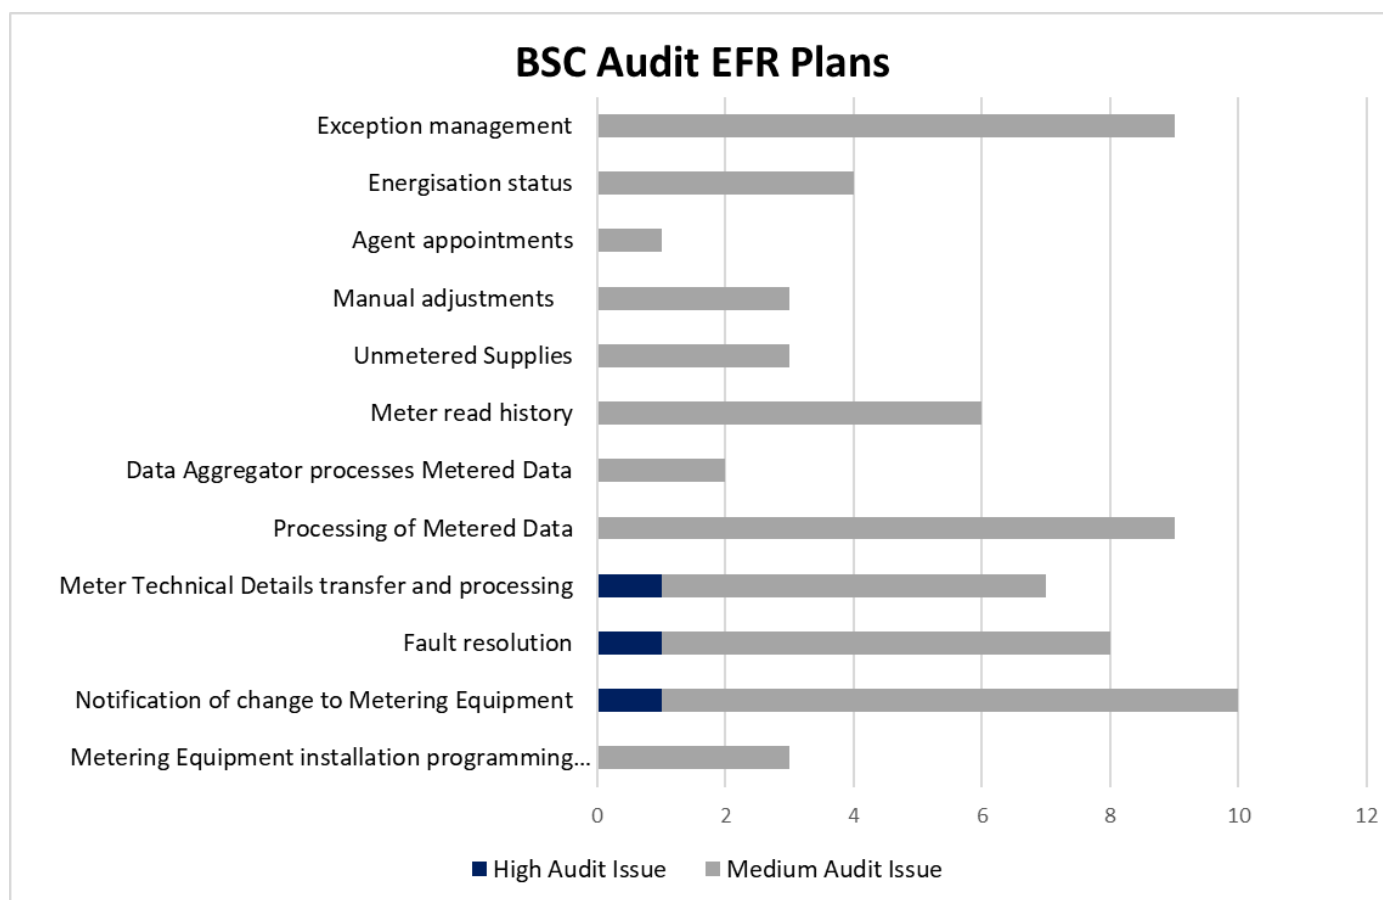 BSC Audit EFR Plans
Exception management
Energisation status
Agent appointments
Manual adjustments
Unmetered Supplies
Meter read history
Data Aggregator processes Metered Data
Processing of Metered Data
Meter Technical Details transfer and processing
Fault resolution
Notification of change to Metering Equipment
Metering Equipment installation programming...
0 2 4 6 8 10 12
High Audit Issue Medium Audit Issue